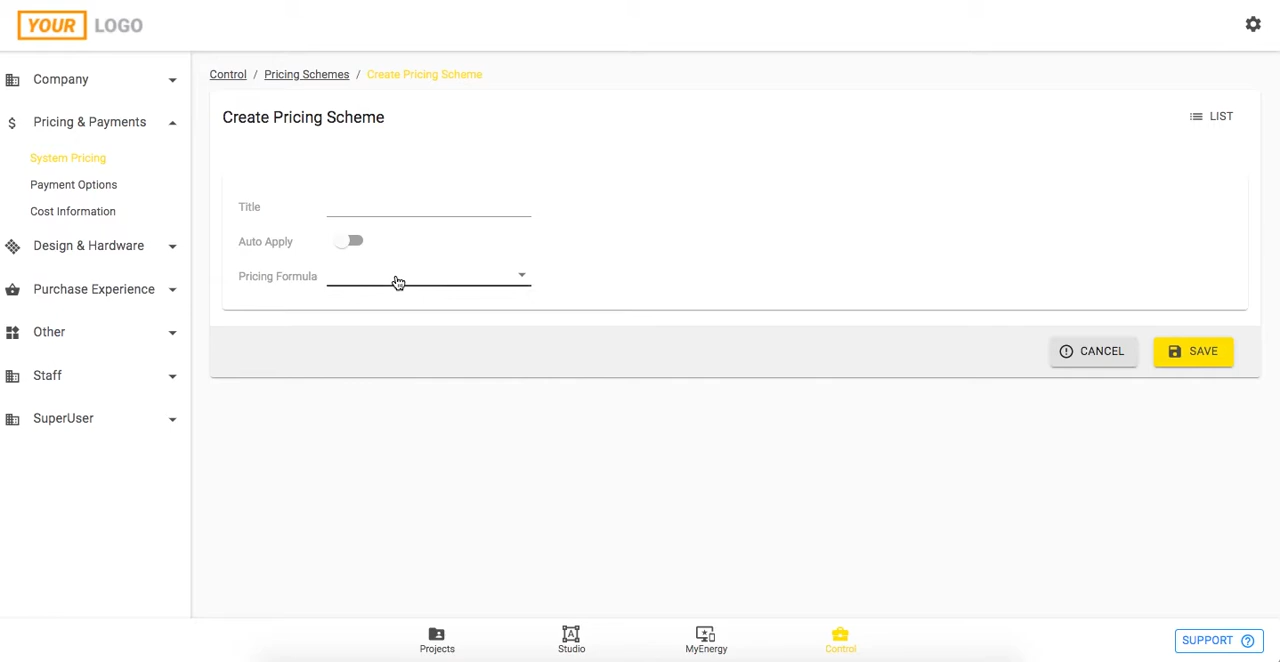 YOUR LOGO
Company
Pricing & Payments
System Pricing
Payment Options
Cost Information
Design & Hardware
Purchase Experience
Other
Staff
SuperUser
Control / Pricing Schemes / Create Pricing Scheme
Create Pricing Scheme
LIST
Title
Auto Apply
Pricing Formula
CANCEL
SAVE
Projects
Studio
MyEnergy
Control
SUPPORT